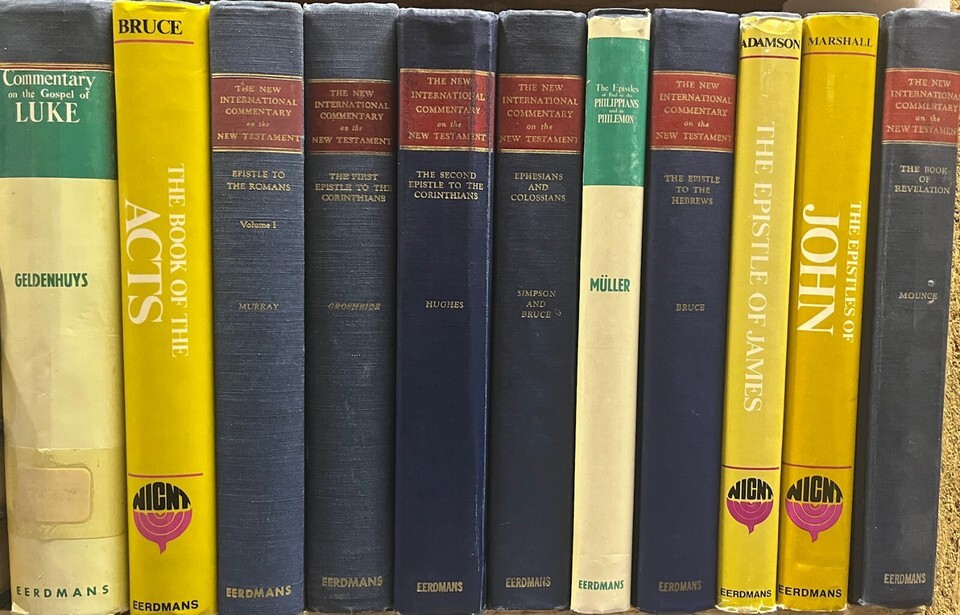 Commentary
on the Gospel of
LUKE
GELDENHUYS
EERDMANS
BRUCE
THE BOOK OF THE
ACTS
NICNT
EERDMANS
THE NEW
INTERNATIONAL
COMMENTARY
on the
NEW TESTAMENT
EPISTLE TO
THE ROMANS
Volume I
MURRAY
EERDMANS
THE NEW
INTERNATIONAL
COMMENTARY
on the
NEW TESTAMENT
THE FIRST
EPISTLE TO THE
CORINTHIANS
GROSHEIDE
EERDMANS
THE NEW
INTERNATIONAL
COMMENTARY
on the
NEW TESTAMENT
THE SECOND
EPISTLE TO THE
CORINTHIANS
HUGHES
EERDMANS
THE NEW
INTERNATIONAL
COMMENTARY
on the
NEW TESTAMENT
EPHESIANS
AND
COLOSSIANS
SIMPSON
AND
BRUCE
EERDMANS
The Epistles
of Paul to the
PHILIPPIANS
and to
PHILEMON
MÜLLER
EERDMANS
THE NEW
INTERNATIONAL
COMMENTARY
on the
NEW TESTAMENT
THE EPISTLE
TO THE
HEBREWS
BRUCE
EERDMANS
ADAMSON
THE EPISTLE OF JAMES
NICNT
EERDMANS
MARSHALL
THE EPISTLES OF
JOHN
NICNT
EERDMANS
THE NEW
INTERNATIONAL
COMMENTARY
on the
NEW TESTAMENT
THE BOOK
OF
REVELATION
MOUNCE
EERDMANS